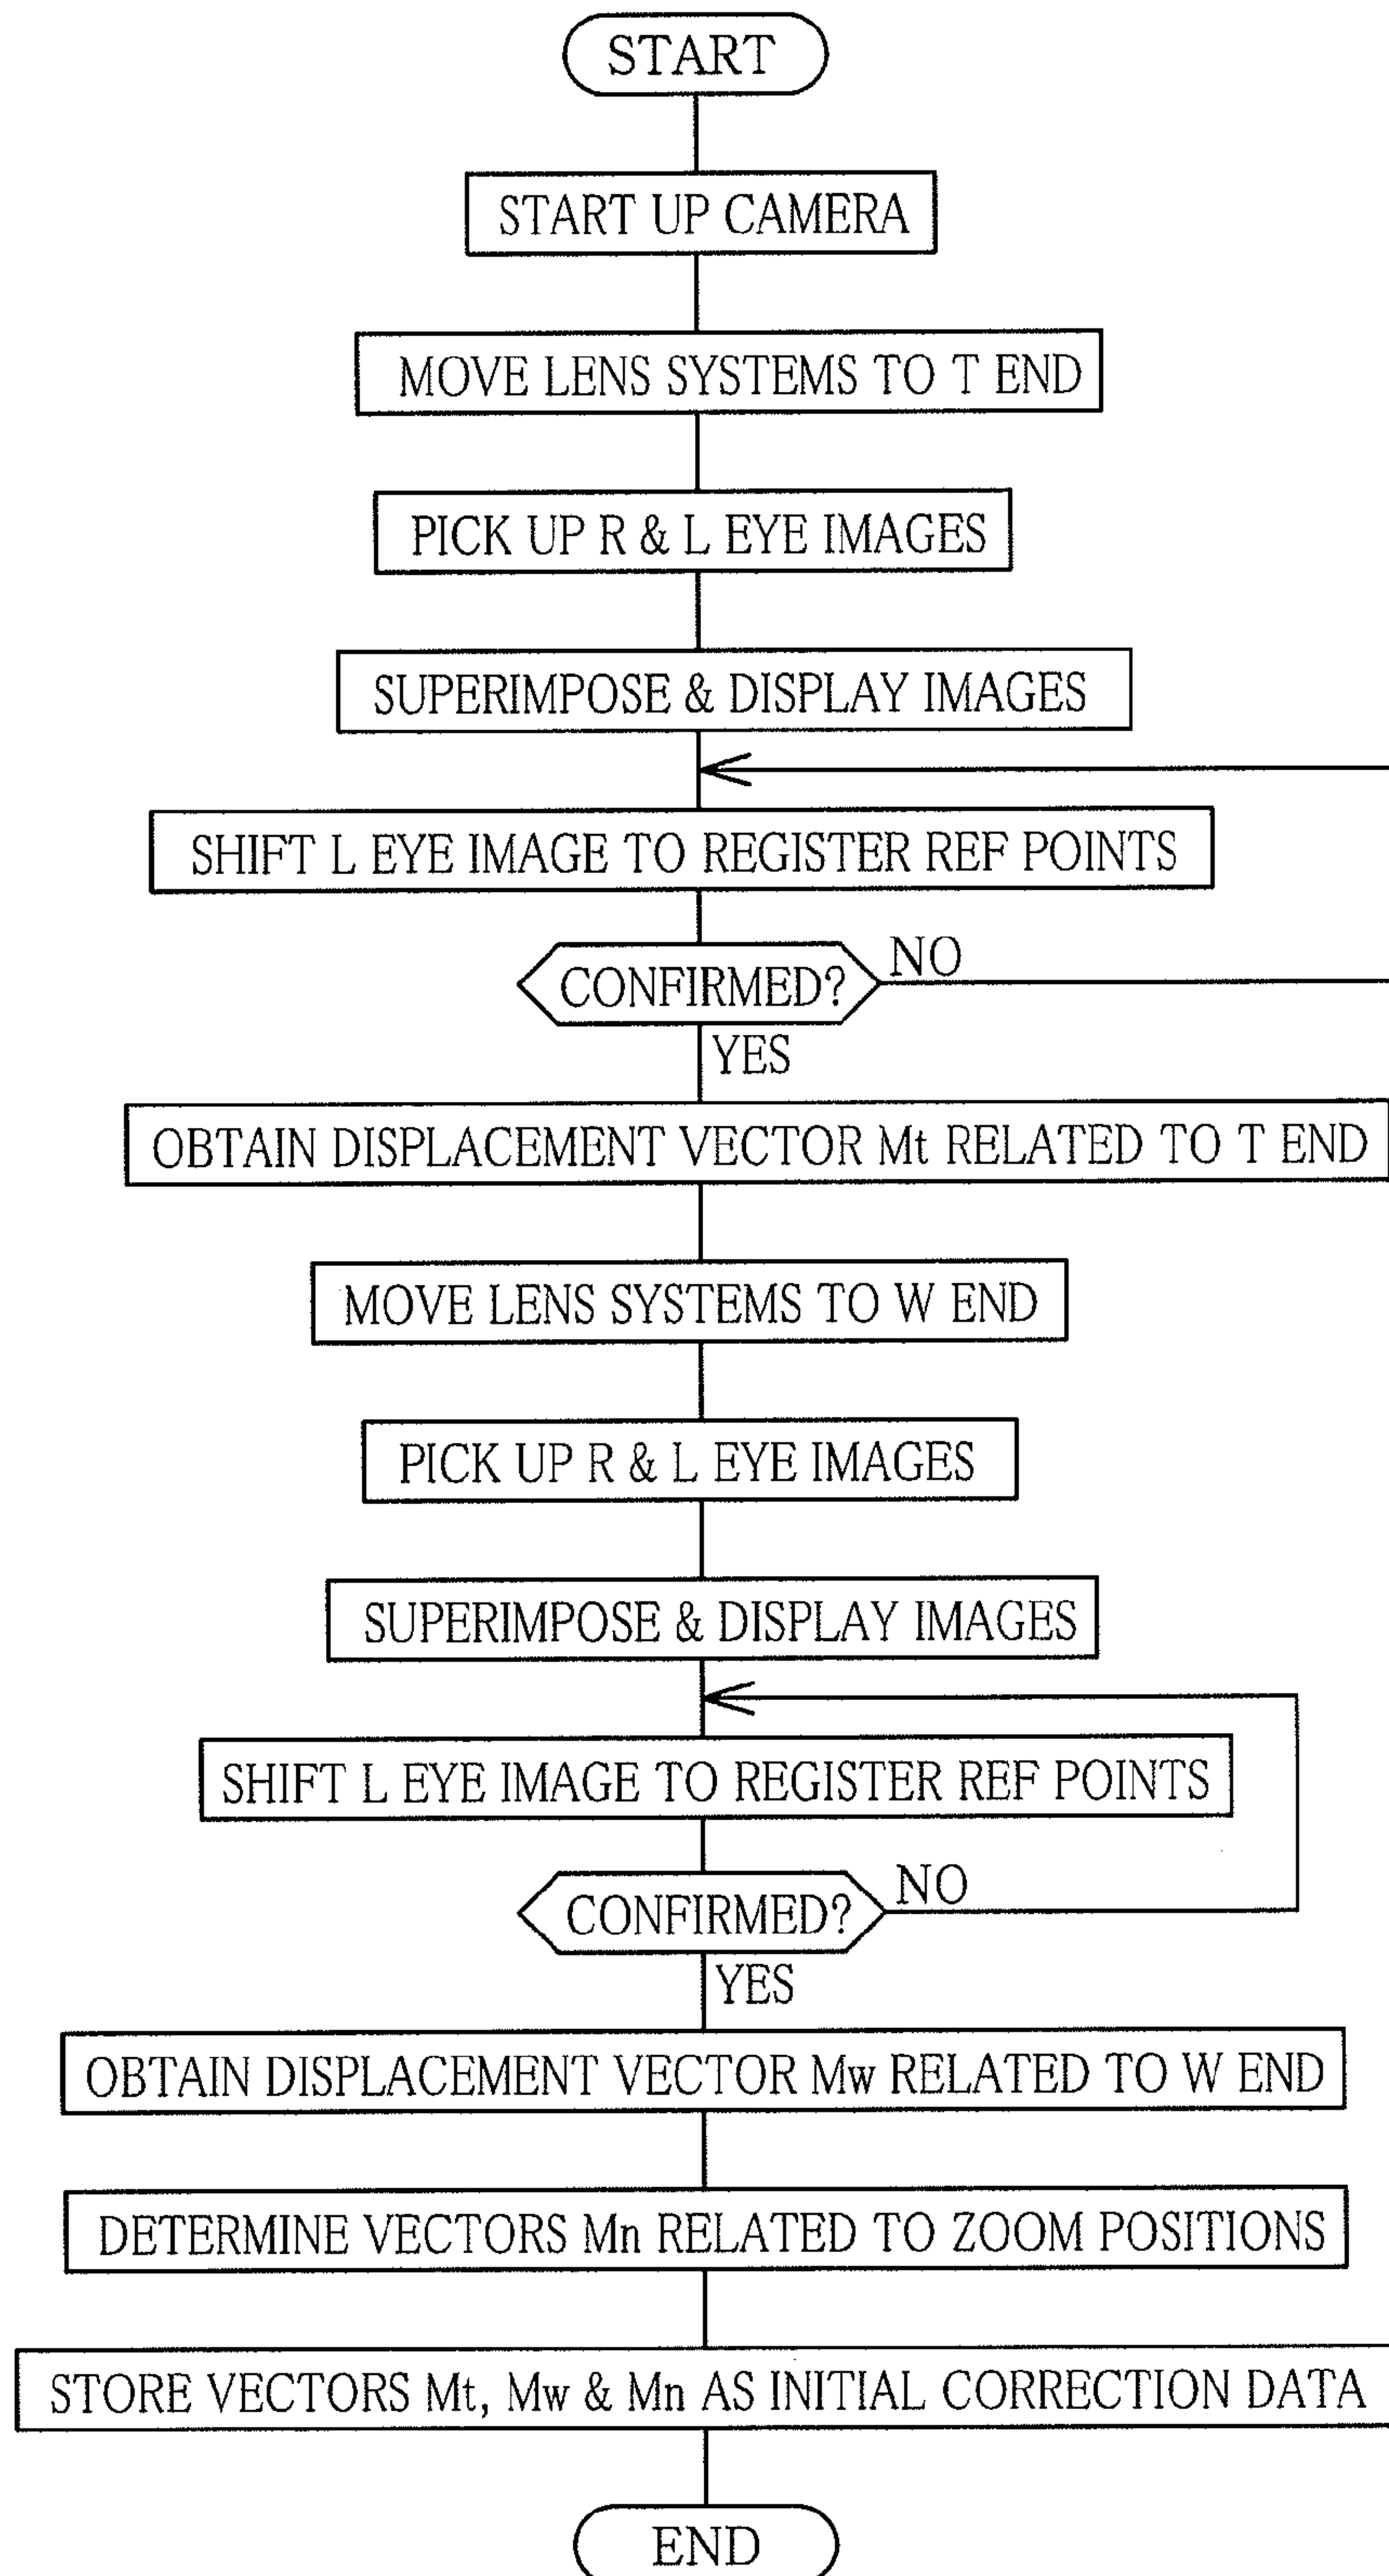 START
START UP CAMERA
MOVE LENS SYSTEMS TO T END
PICK UP R & L EYE IMAGES
SUPERIMPOSE & DISPLAY IMAGES
SHIFT L EYE IMAGE TO REGISTER REF POINTS
CONFIRMED?
NO
YES
OBTAIN DISPLACEMENT VECTOR Mt RELATED TO T END
MOVE LENS SYSTEMS TO W END
PICK UP R & L EYE IMAGES
SUPERIMPOSE & DISPLAY IMAGES
SHIFT L EYE IMAGE TO REGISTER REF POINTS
CONFIRMED?
NO
YES
OBTAIN DISPLACEMENT VECTOR Mw RELATED TO W END
DETERMINE VECTORS Mn RELATED TO ZOOM POSITIONS
STORE VECTORS Mt, Mw & Mn AS INITIAL CORRECTION DATA
END